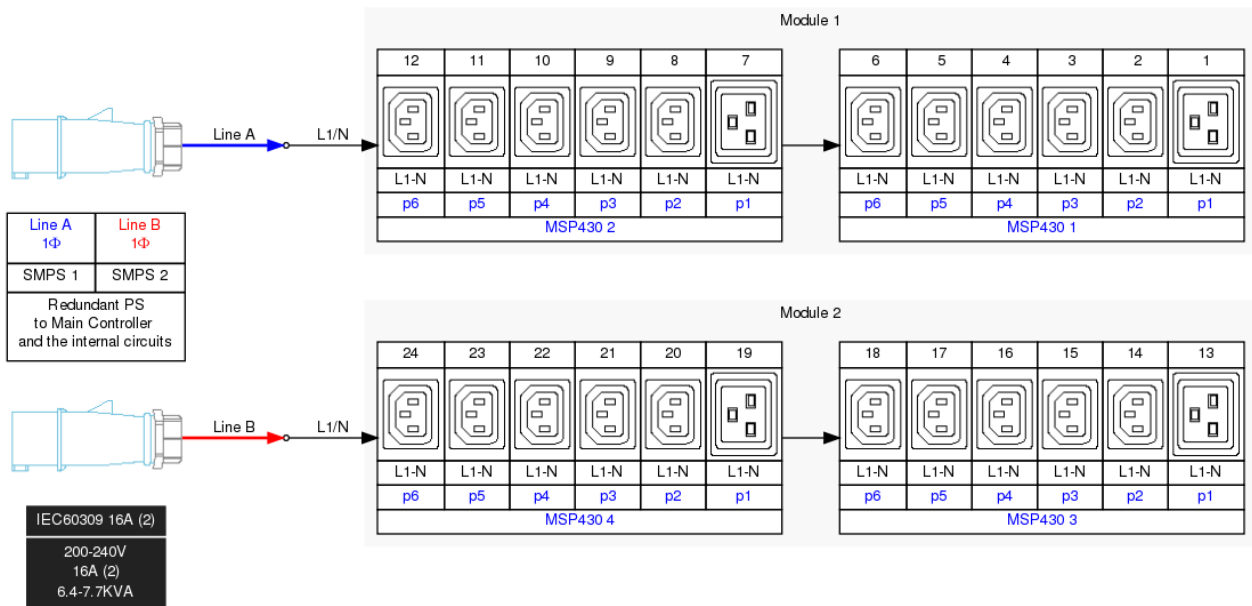 Module 1
12 11 10 9 8 7 6 5 4 3 2 1
Line A L1/N
L1-N L1-N L1-N L1-N L1-N L1-N L1-N L1-N L1-N L1-N L1-N L1-N
p6 p5 p4 p3 p2 p1 p6 p5 p4 p3 p2 p1
MSP430 2 MSP430 1
Line A Line B
1Φ 1Φ
SMPS 1 SMPS 2
Redundant PS
to Main Controller
and the internal circuits
Module 2
24 23 22 21 20 19 18 17 16 15 14 13
Line B L1/N
L1-N L1-N L1-N L1-N L1-N L1-N L1-N L1-N L1-N L1-N L1-N L1-N
p6 p5 p4 p3 p2 p1 p6 p5 p4 p3 p2 p1
MSP430 4 MSP430 3
IEC60309 16A (2)
200-240V
16A (2)
6.4-7.7KVA